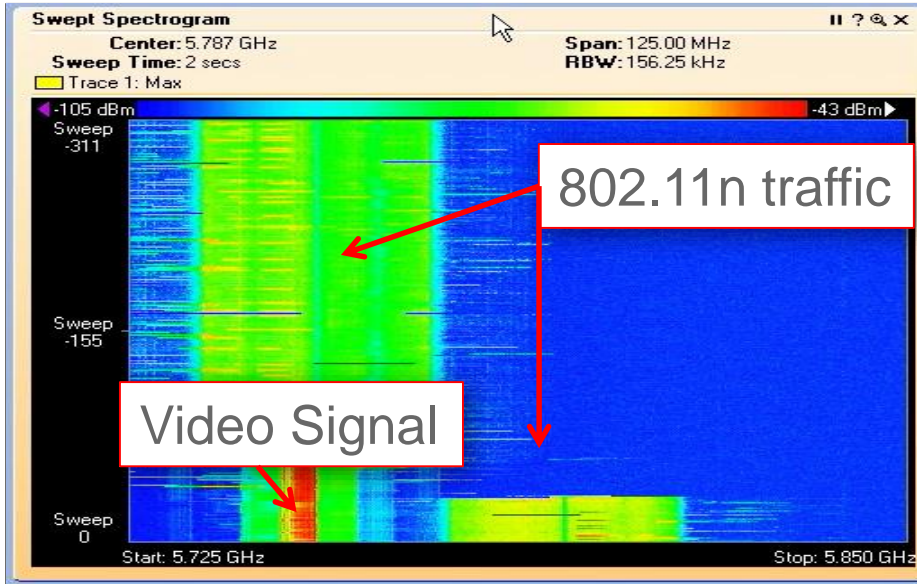 Swept Spectrogram II ? X
Center: 5.787 GHz Span: 125.00 MHz
Sweep Time: 2 secs RBW: 156.25 kHz
Trace 1: Max
-105 dBm -43 dBm
Sweep
-311
802.11n traffic
Sweep
-155
Video Signal
Sweep
0
Start: 5.725 GHz Stop: 5.850 GHz